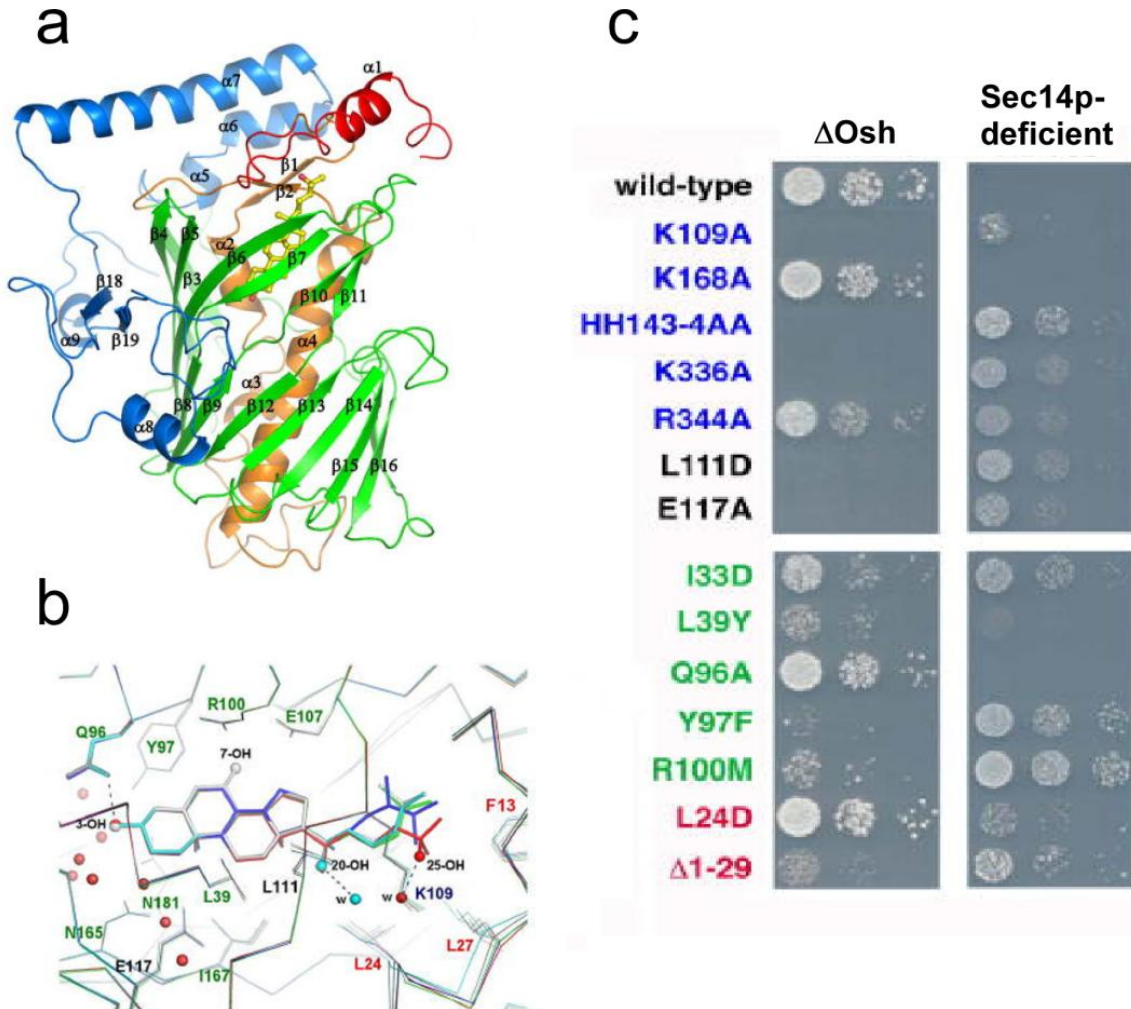 a
α7
α1
α6
β1
α5
β2
β4
β5
α2
β6
β7
β3
β18
β10
β11
α9
β19
α4
α3
β8
β9
β12
β13
β14
α8
β15
β16
b
R100
E107
Q96
Y97
7-OH
F13
3-OH
20-OH
25-OH
L111
K109
w
w
N181
L39
N165
E117
I167
L24
L27
c
ΔOsh
Sec14p-
deficient
wild-type
K109A
K168A
HH143-4AA
K336A
R344A
L111D
E117A
I33D
L39Y
Q96A
Y97F
R100M
L24D
Δ1-29